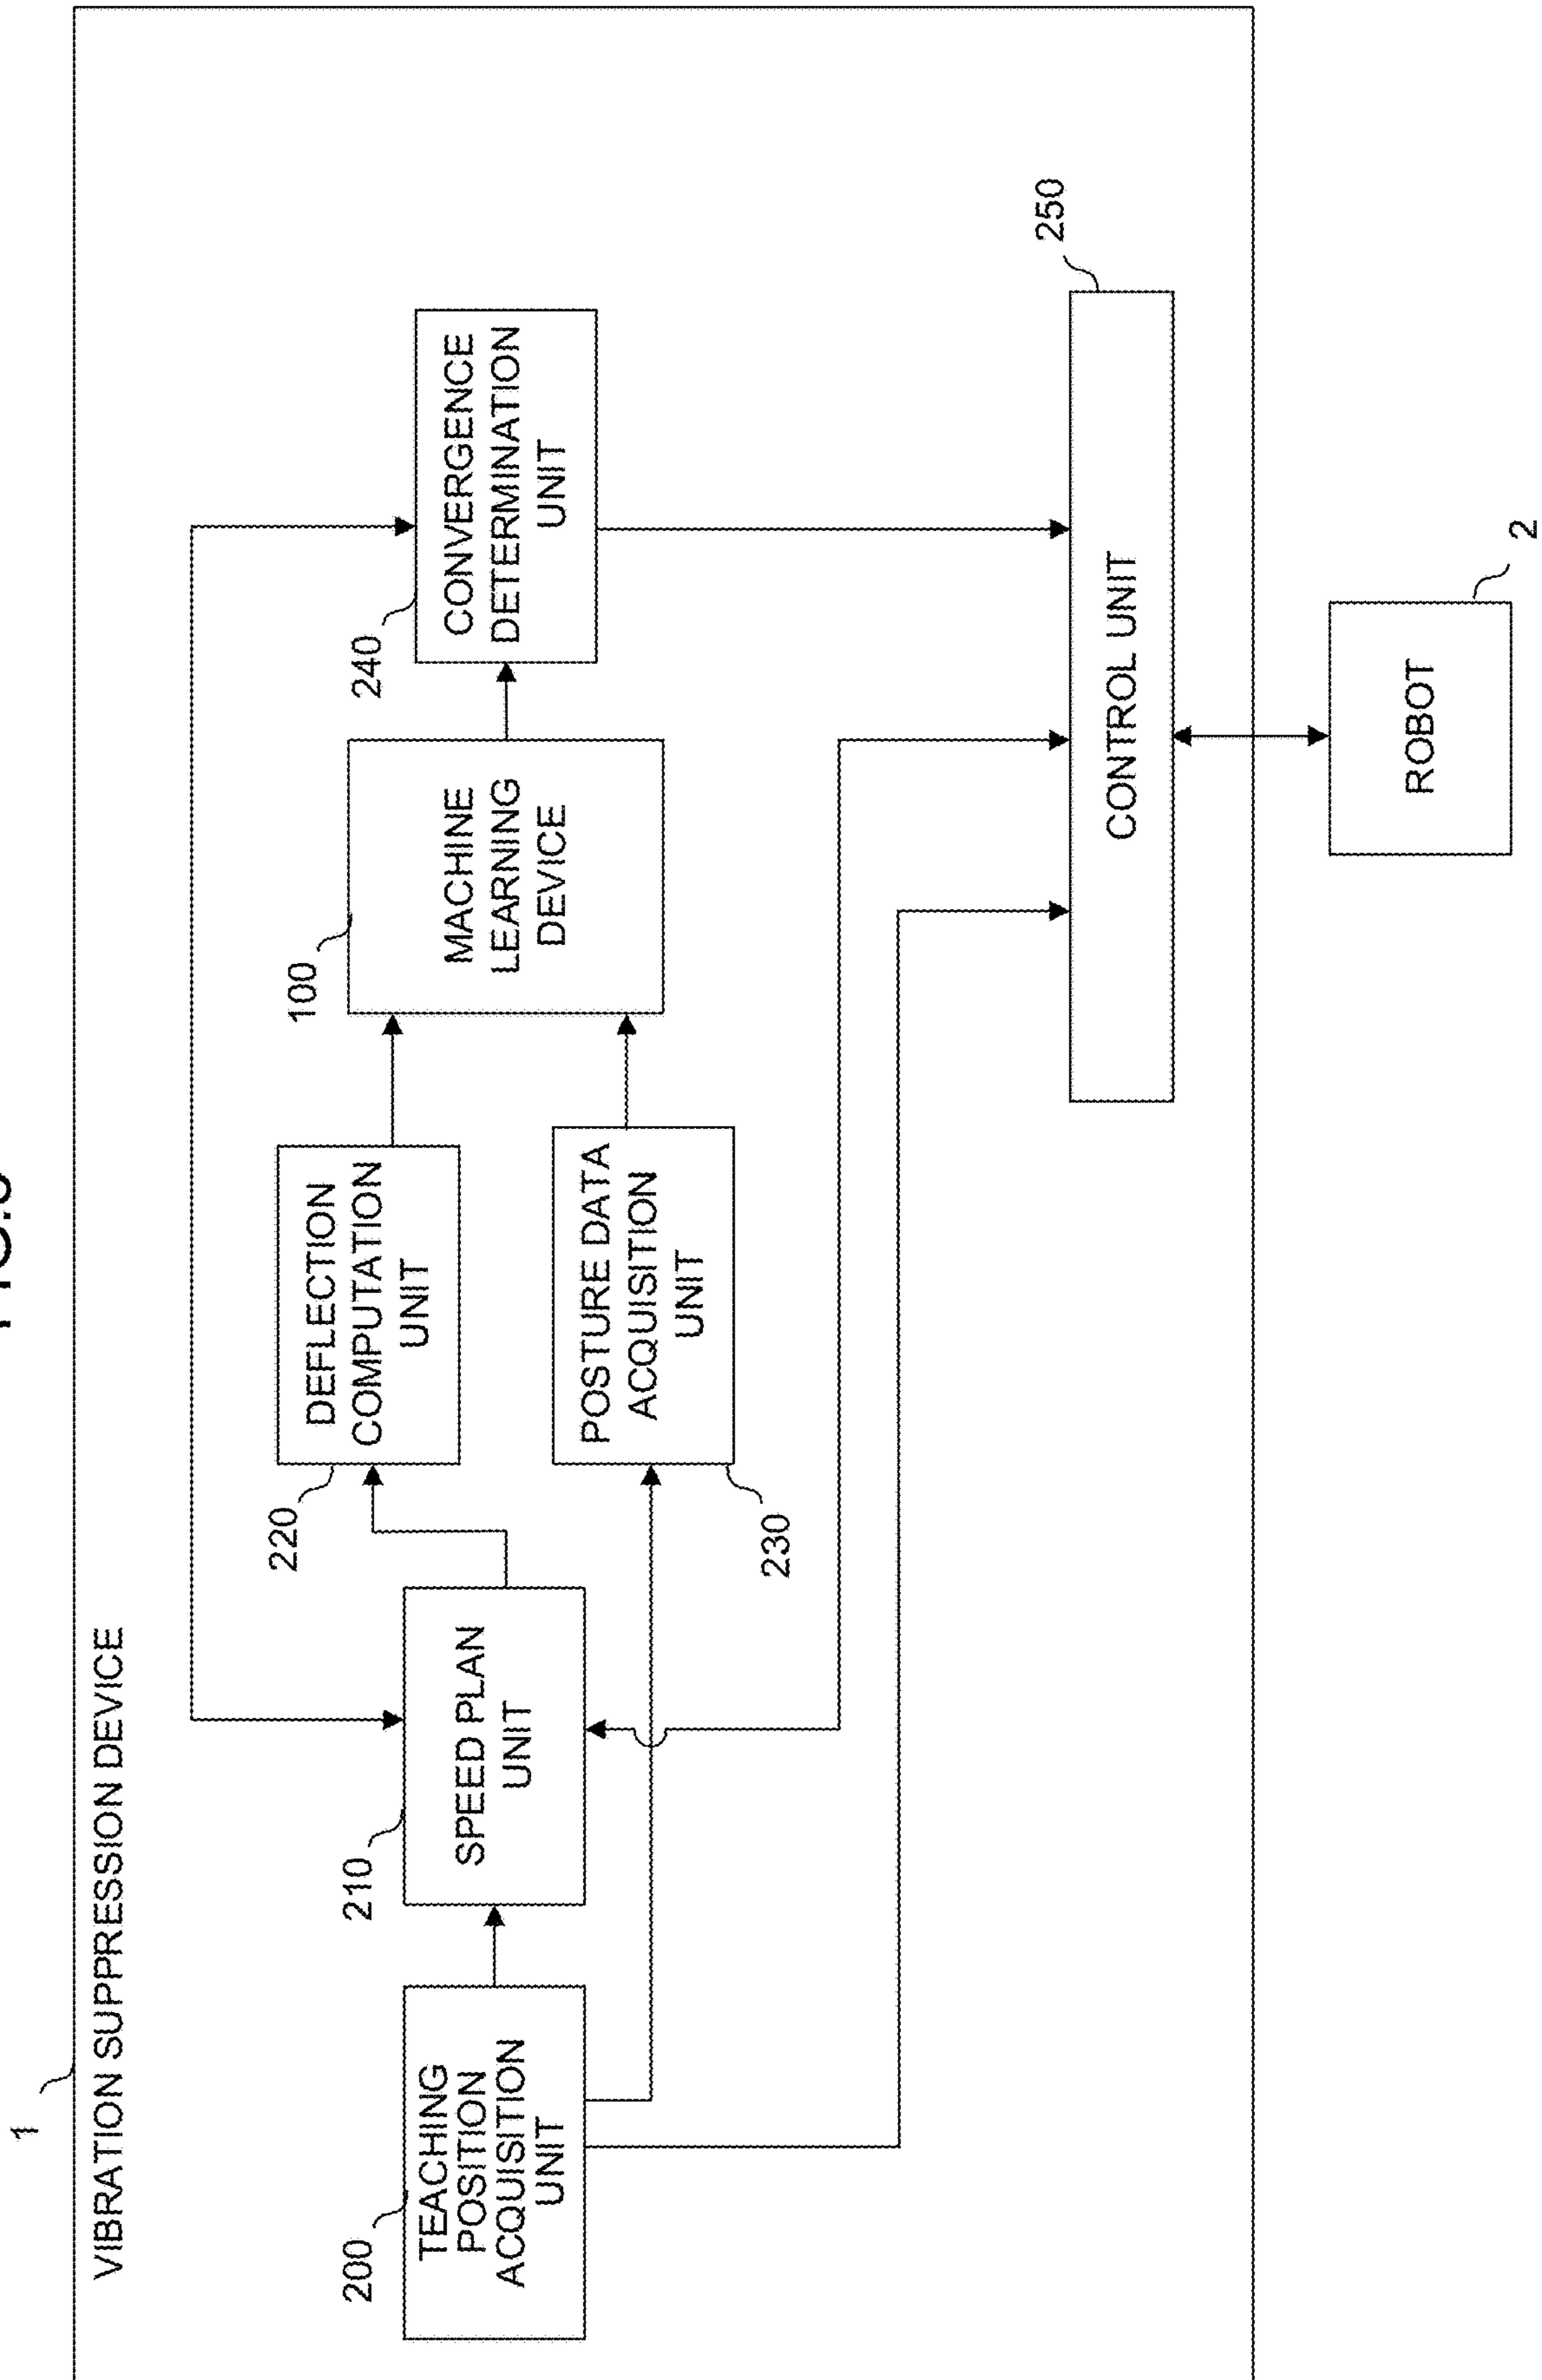 1
VIBRATION SUPPRESSION DEVICE
200
TEACHING
POSITION
ACQUISITION
UNIT
210
SPEED PLAN
UNIT
220
DEFLECTION
COMPUTATION
UNIT
230
POSTURE DATA
ACQUISITION
UNIT
100
MACHINE
LEARNING
DEVICE
240
CONVERGENCE
DETERMINATION
UNIT
250
CONTROL UNIT
2
ROBOT